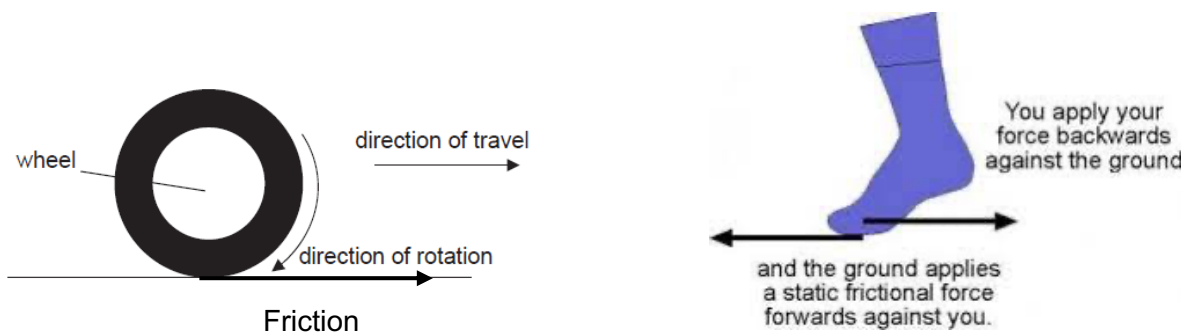 wheel
direction of travel
direction of rotation
Friction
You apply your
force backwards
against the ground
and the ground applies
a static frictional force
forwards against you.